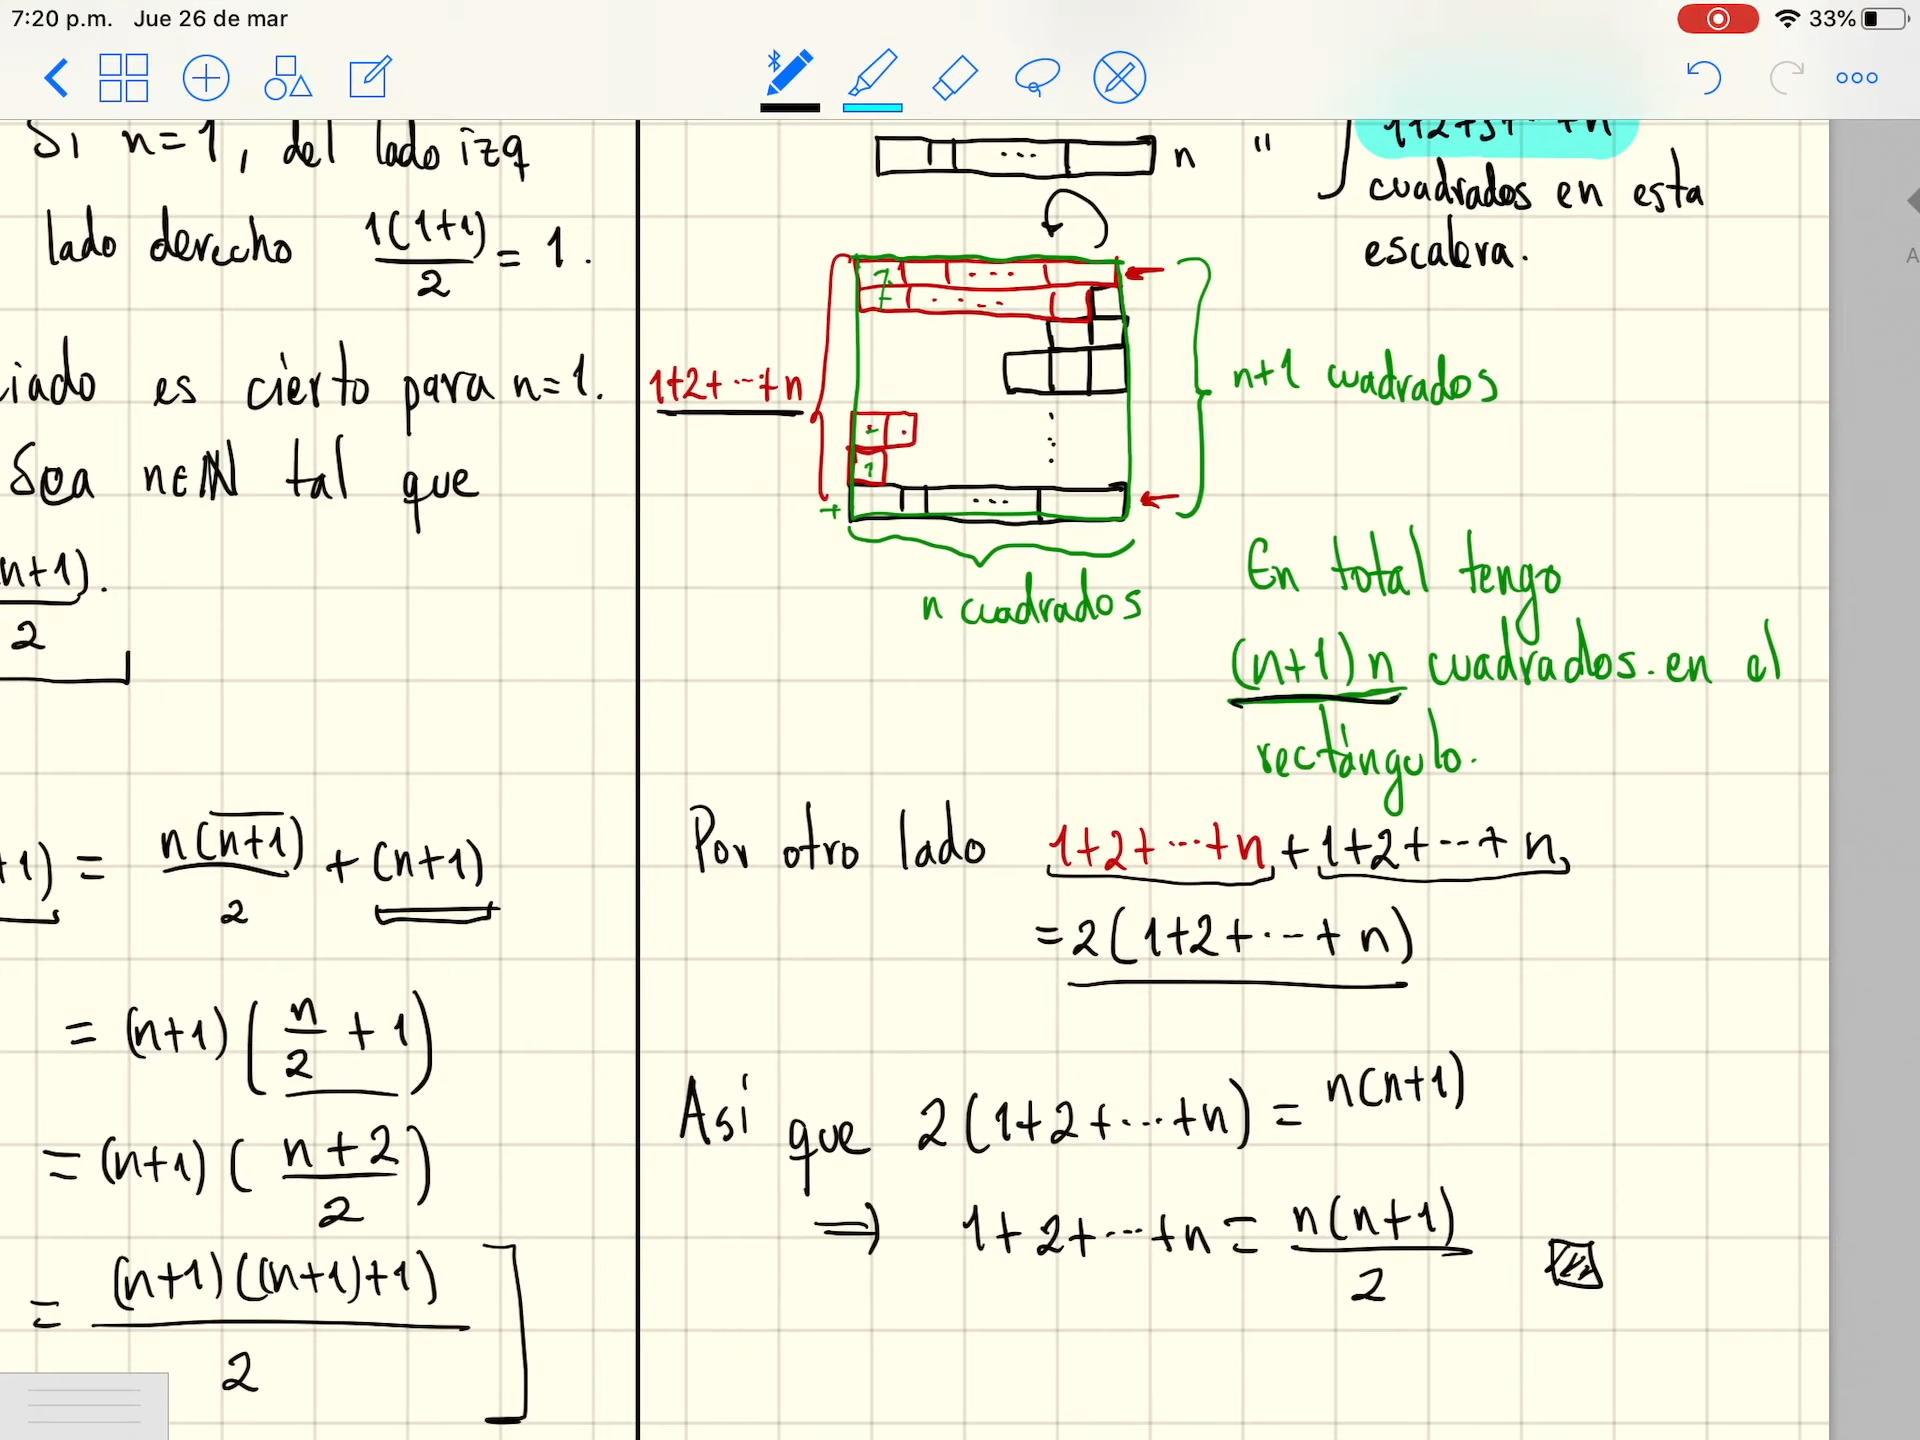 7:20 p.m. Jue 26 de mar
33%
Si n=1, del lado izq
lado derecho 1(1+1)/2 = 1.
iado es cierto para n=1.
Sea n∈ℕ tal que
n+1)/2.
+1) = n(n+1)/2 + (n+1)
= (n+1)(n/2 + 1)
= (n+1)(n+2/2)
= (n+1)((n+1)+1)/2
... n "
1+2+3+...+n
cuadrados en esta
escalera.
1+2+...+n
n+1 cuadrados
+
n cuadrados
En total tengo
(n+1)n cuadrados en el
rectángulo.
Por otro lado 1+2+...+n + 1+2+...+n,
=2(1+2+...+n)
Así que 2(1+2+...+n) = n(n+1)
⇒ 1+2+...+n = n(n+1)/2